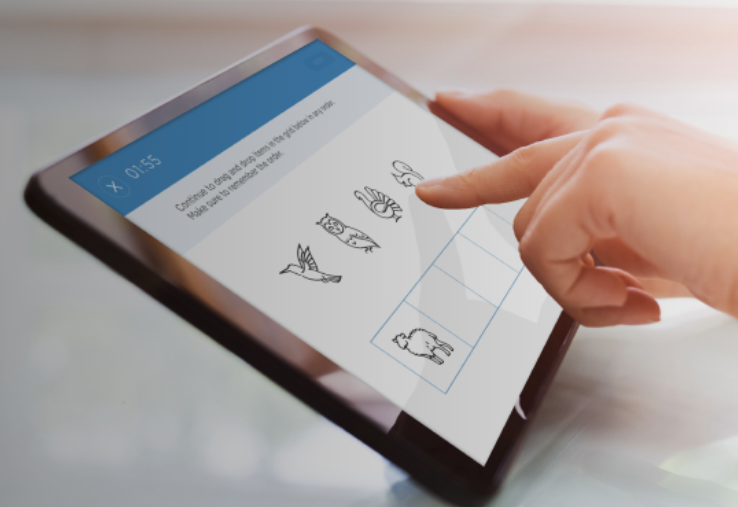 X 01:55
Continue to drag and drop items in the grid below in any order.
Make sure to remember the order.